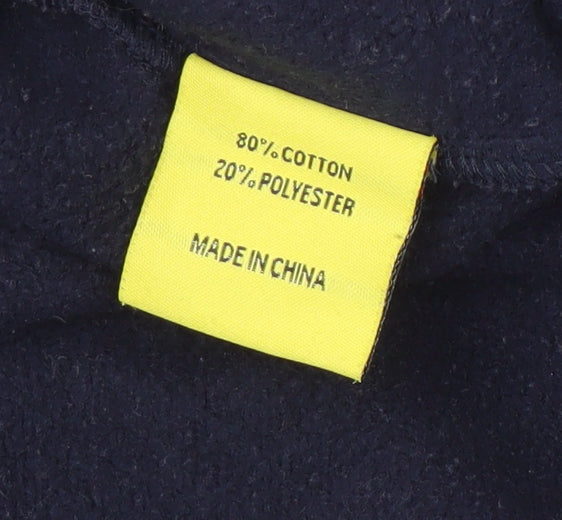 80% COTTON
20% POLYESTER
MADE IN CHINA